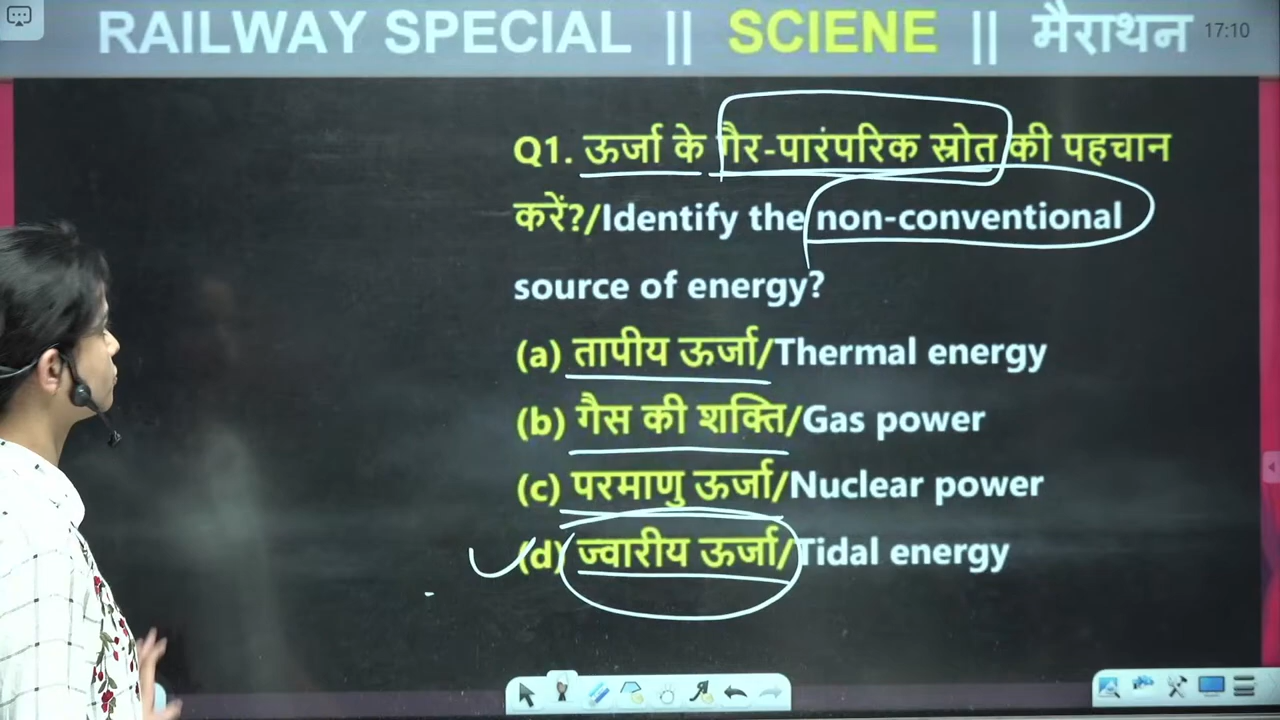 RAILWAY SPECIAL || SCIENE || मैराथन 17:10
Q1. ऊर्जा के गैर-पारंपरिक स्रोत की पहचान
करें?/Identify the non-conventional
source of energy?
(a) तापीय ऊर्जा/Thermal energy
(b) गैस की शक्ति/Gas power
(c) परमाणु ऊर्जा/Nuclear power
(d) ज्वारीय ऊर्जा/Tidal energy